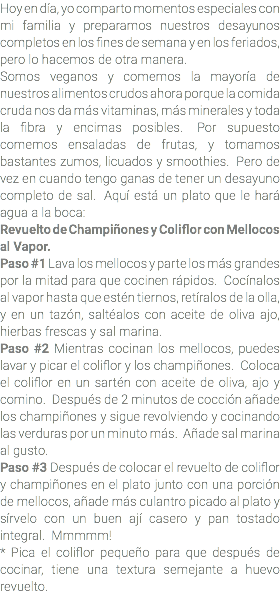 Hoy en día, yo comparto momentos especiales con
mi familia y preparamos nuestros desayunos
completos en los fines de semana y en los feriados,
pero lo hacemos de otra manera.
Somos veganos y comemos la mayoría de
nuestros alimentos crudos ahora porque la comida
cruda nos da más vitaminas, más minerales y toda
la fibra y encimas posibles. Por supuesto
comemos ensaladas de frutas, y tomamos
bastantes zumos, licuados y smoothies. Pero de
vez en cuando tengo ganas de tener un desayuno
completo de sal. Aquí está un plato que le hará
agua a la boca:
Revuelto de Champiñones y Coliflor con Mellocos
al Vapor.
Paso #1 Lava los mellocos y parte los más grandes
por la mitad para que cocinen rápidos. Cocínalos
al vapor hasta que estén tiernos, retíralos de la olla,
y en un tazón, saltéalos con aceite de oliva ajo,
hierbas frescas y sal marina.
Paso #2 Mientras cocinan los mellocos, puedes
lavar y picar el coliflor y los champiñones. Coloca
el coliflor en un sartén con aceite de oliva, ajo y
comino. Después de 2 minutos de cocción añade
los champiñones y sigue revolviendo y cocinando
las verduras por un minuto más. Añade sal marina
al gusto.
Paso #3 Después de colocar el revuelto de coliflor
y champiñones en el plato junto con una porción
de mellocos, añade más culantro picado al plato y
sírvelo con un buen ají casero y pan tostado
integral. Mmmmm!
* Pica el coliflor pequeño para que después de
cocinar, tiene una textura semejante a huevo
revuelto.